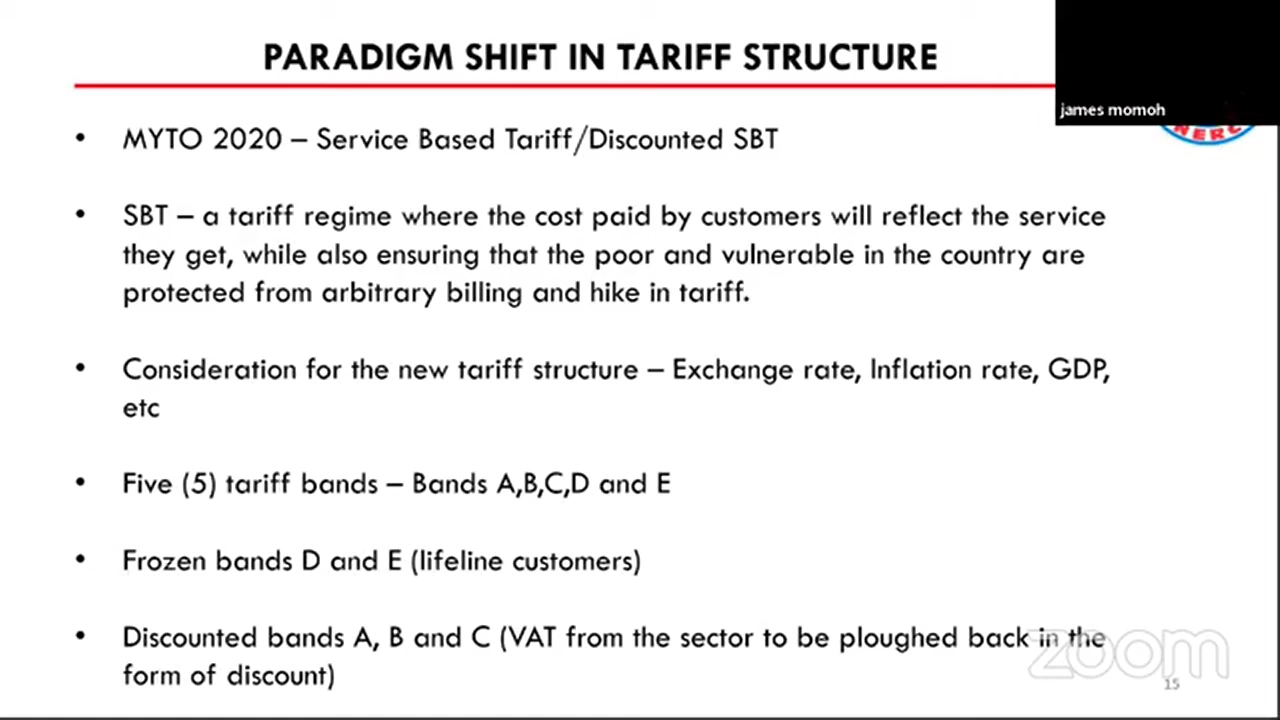 PARADIGM SHIFT IN TARIFF STRUCTURE
james momoh
NERC
• MYTO 2020 – Service Based Tariff/Discounted SBT
• SBT – a tariff regime where the cost paid by customers will reflect the service
they get, while also ensuring that the poor and vulnerable in the country are
protected from arbitrary billing and hike in tariff.
• Consideration for the new tariff structure – Exchange rate, Inflation rate, GDP,
etc
• Five (5) tariff bands – Bands A,B,C,D and E
• Frozen bands D and E (lifeline customers)
• Discounted bands A, B and C (VAT from the sector to be ploughed back in the
form of discount)
zoom
15